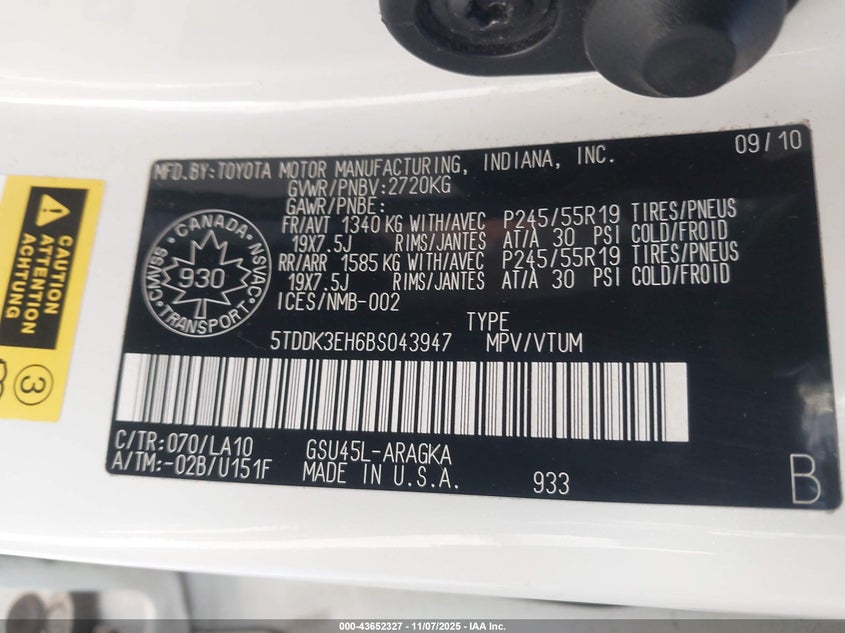 MFD.BY:TOYOTA MOTOR MANUFACTURING, INDIANA, INC. 09/10
GVWR/PNBV:2720KG
GAWR/PNBE:
FR/AVT 1340 KG WITH/AVEC P245/55R19 TIRES/PNEUS
19X7.5J RIMS/JANTES AT/A 30 PSI COLD/FROID
RR/ARR 1585 KG WITH/AVEC P245/55R19 TIRES/PNEUS
19X7.5J RIMS/JANTES AT/A 30 PSI COLD/FROID
ICES/NMB-002
TYPE
5TDDK3EH6BS043947 MPV/VTUM
C/TR:070/LA10 GSU45L-ARAGKA
A/TM:-02B/U151F MADE IN U.S.A. 933 B
CANADA
CMVSS 930 NSVAC
TRANSPORT
CAUTION
ATTENTION
ACHTUNG
3
000-43652327 - 11/07/2025 - IAA Inc.